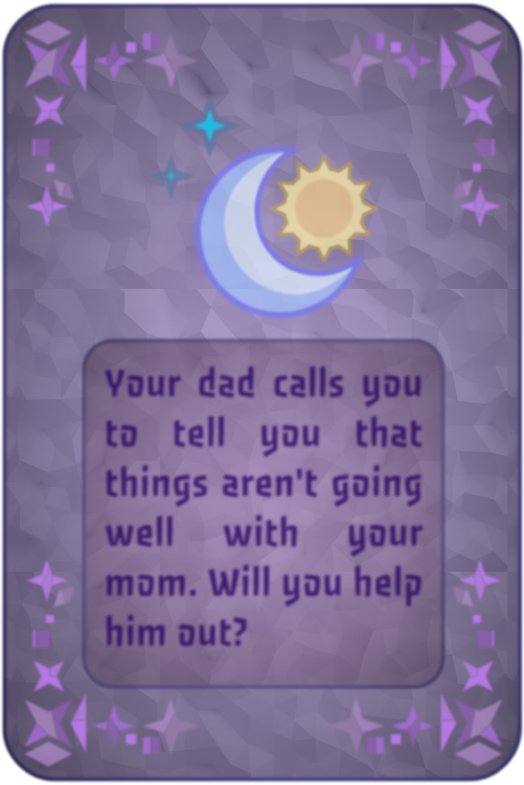 Your dad calls you
to tell you that
things aren't going
well with your
mom. Will you help
him out?